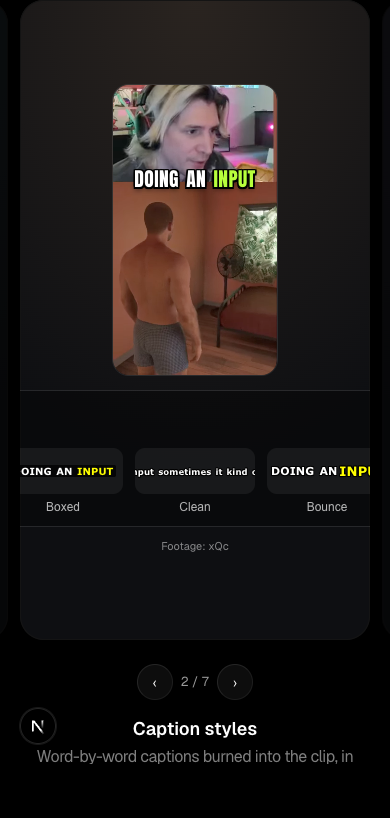 DOING AN INPUT
OING AN INPUT
nput sometimes it kind o
DOING AN INPU
Boxed
Clean
Bounce
Footage: xQc
‹ 2 / 7 ›
N
Caption styles
Word-by-word captions burned into the clip, in